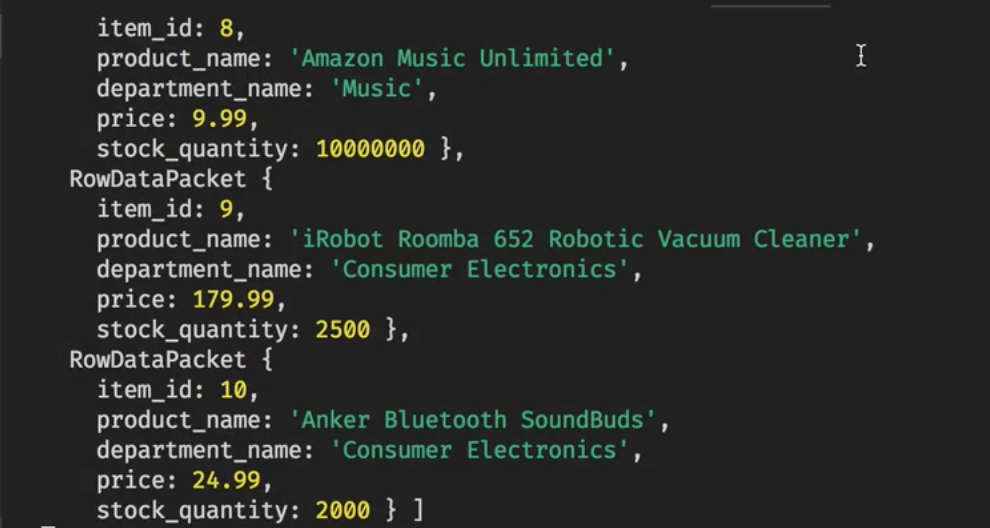 item_id: 8,
product_name: 'Amazon Music Unlimited',
department_name: 'Music',
price: 9.99,
stock_quantity: 10000000 },
RowDataPacket {
item_id: 9,
product_name: 'iRobot Roomba 652 Robotic Vacuum Cleaner',
department_name: 'Consumer Electronics',
price: 179.99,
stock_quantity: 2500 },
RowDataPacket {
item_id: 10,
product_name: 'Anker Bluetooth SoundBuds',
department_name: 'Consumer Electronics',
price: 24.99,
stock_quantity: 2000 } ]